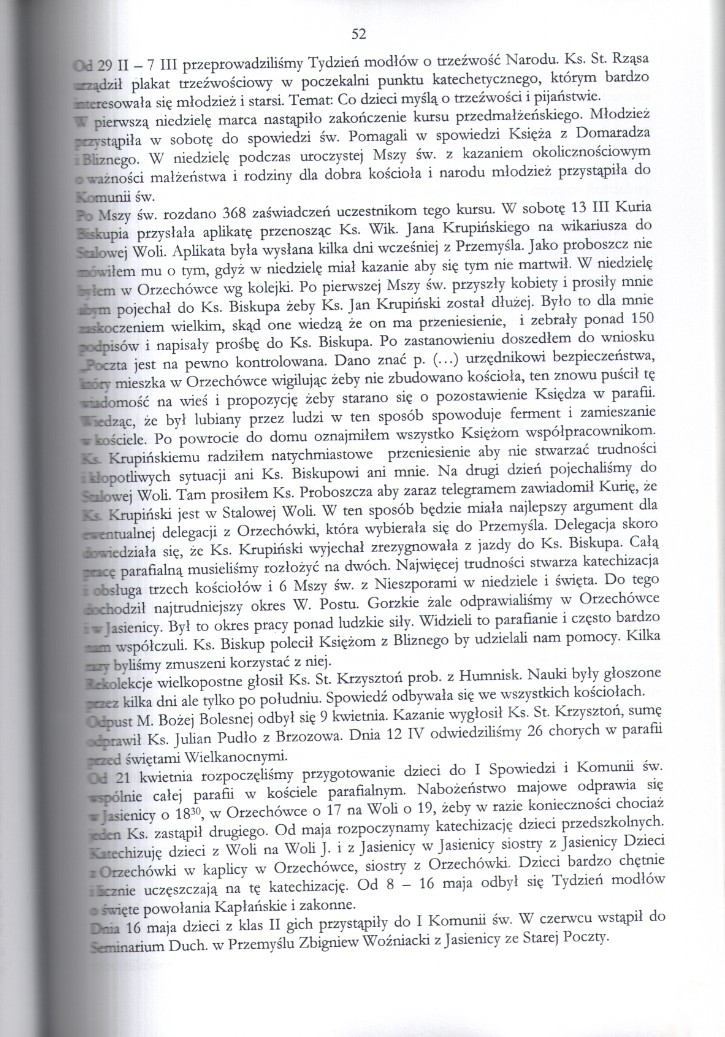 52
Od 29 II – 7 III przeprowadziliśmy Tydzień modłów o trzeźwość Narodu. Ks. St. Rząsa
urządził plakat trzeźwościowy w poczekalni punktu katechetycznego, którym bardzo
interesowała się młodzież i starsi. Temat: Co dzieci myślą o trzeźwości i pijaństwie.
W pierwszą niedzielę marca nastąpiło zakończenie kursu przedmałżeńskiego. Młodzież
przystąpiła w sobotę do spowiedzi św. Pomagali w spowiedzi Księża z Domaradza
i Bliznego. W niedzielę podczas uroczystej Mszy św. z kazaniem okolicznościowym
o ważności małżeństwa i rodziny dla dobra kościoła i narodu młodzież przystąpiła do
Komunii św.
Po Mszy św. rozdano 368 zaświadczeń uczestnikom tego kursu. W sobotę 13 III Kuria
Biskupia przysłała aplikatę przenosząc Ks. Wik. Jana Krupińskiego na wikariusza do
Stalowej Woli. Aplikata była wysłana kilka dni wcześniej z Przemyśla. Jako proboszcz nie
mówiłem mu o tym, gdyż w niedzielę miał kazanie aby się tym nie martwił. W niedzielę
byłem w Orzechówce wg kolejki. Po pierwszej Mszy św. przyszły kobiety i prosiły mnie
abym pojechał do Ks. Biskupa żeby Ks. Jan Krupiński został dłużej. Było to dla mnie
zaskoczeniem wielkim, skąd one wiedzą że on ma przeniesienie, i zebrały ponad 150
podpisów i napisały prośbę do Ks. Biskupa. Po zastanowieniu doszedłem do wniosku
„Poczta jest na pewno kontrolowana. Dano znać p. (…) urzędnikowi bezpieczeństwa,
który mieszka w Orzechówce wigilując żeby nie zbudowano kościoła, ten znowu puścił tę
wiadomość na wieś i propozycję żeby starano się o pozostawienie Księdza w parafii.
Wiedząc, że był lubiany przez ludzi w ten sposób spowoduje ferment i zamieszanie
w kościele. Po powrocie do domu oznajmiłem wszystko Księżom współpracownikom.
Ks. Krupińskiemu radziłem natychmiastowe przeniesienie aby nie stwarzać trudności
i kłopotliwych sytuacji ani Ks. Biskupowi ani mnie. Na drugi dzień pojechaliśmy do
Stalowej Woli. Tam prosiłem Ks. Proboszcza aby zaraz telegramem zawiadomił Kurię, że
Ks. Krupiński jest w Stalowej Woli. W ten sposób będzie miała najlepszy argument dla
ewentualnej delegacji z Orzechówki, która wybierała się do Przemyśla. Delegacja skoro
dowiedziała się, że Ks. Krupiński wyjechał zrezygnowała z jazdy do Ks. Biskupa. Całą
pracę parafialną musieliśmy rozłożyć na dwóch. Najwięcej trudności stwarza katechizacja
i obsługa trzech kościołów i 6 Mszy św. z Nieszporami w niedziele i święta. Do tego
dochodził najtrudniejszy okres W. Postu. Gorzkie żale odprawialiśmy w Orzechówce
i w Jasienicy. Był to okres pracy ponad ludzkie siły. Widzieli to parafianie i często bardzo
nam współczuli. Ks. Biskup polecił Księżom z Bliznego by udzielali nam pomocy. Kilka
razy byliśmy zmuszeni korzystać z niej.
Rekolekcje wielkopostne głosił Ks. St. Krzysztoń prob. z Humnisk. Nauki były głoszone
przez kilka dni ale tylko po południu. Spowiedź odbywała się we wszystkich kościołach.
Odpust M. Bożej Bolesnej odbył się 9 kwietnia. Kazanie wygłosił Ks. St. Krzysztoń, sumę
odprawił Ks. Julian Pudło z Brzozowa. Dnia 12 IV odwiedziliśmy 26 chorych w parafii
przed świętami Wielkanocnymi.
Od 21 kwietnia rozpoczęliśmy przygotowanie dzieci do I Spowiedzi i Komunii św.
wspólnie całej parafii w kościele parafialnym. Nabożeństwo majowe odprawia się
w Jasienicy o 18³⁰, w Orzechówce o 17 na Woli o 19, żeby w razie konieczności chociaż
jeden Ks. zastąpił drugiego. Od maja rozpoczynamy katechizację dzieci przedszkolnych.
Katechizuję dzieci z Woli na Woli J. i z Jasienicy w Jasienicy siostry z Jasienicy Dzieci
z Orzechówki w kaplicy w Orzechówce, siostry z Orzechówki. Dzieci bardzo chętnie
i licznie uczęszczają na tę katechizację. Od 8 – 16 maja odbył się Tydzień modłów
o święte powołania Kapłańskie i zakonne.
Dnia 16 maja dzieci z klas II gich przystąpiły do I Komunii św. W czerwcu wstąpił do
Seminarium Duch. w Przemyślu Zbigniew Woźniacki z Jasienicy ze Starej Poczty.